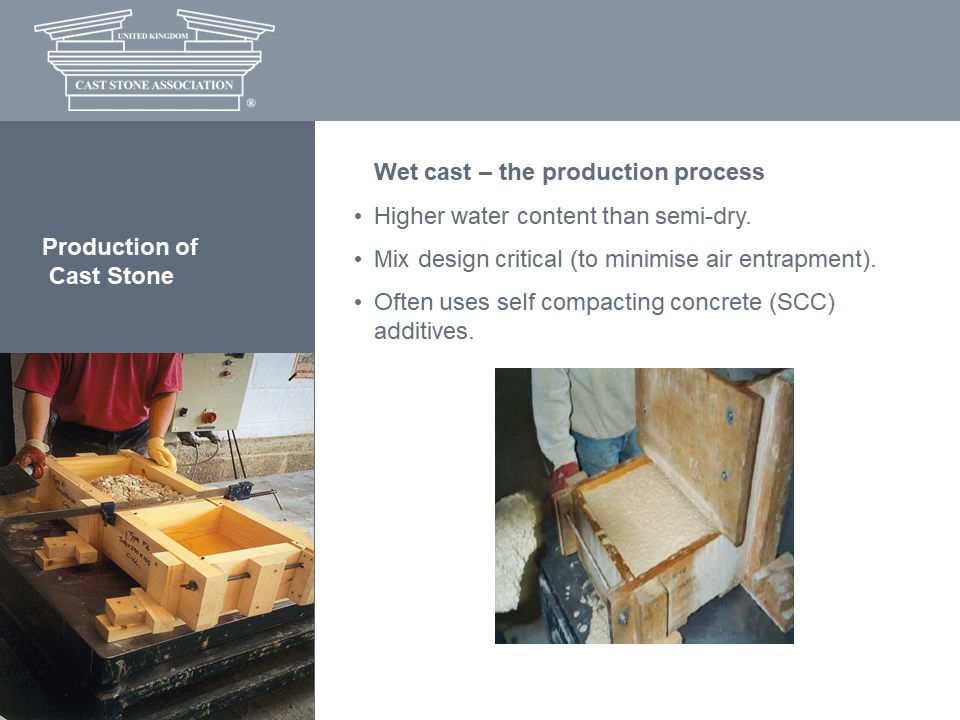 UNITED KINGDOM
CAST STONE ASSOCIATION
®
Production of
Cast Stone
Wet cast – the production process
• Higher water content than semi-dry.
• Mix design critical (to minimise air entrapment).
• Often uses self compacting concrete (SCC)
additives.